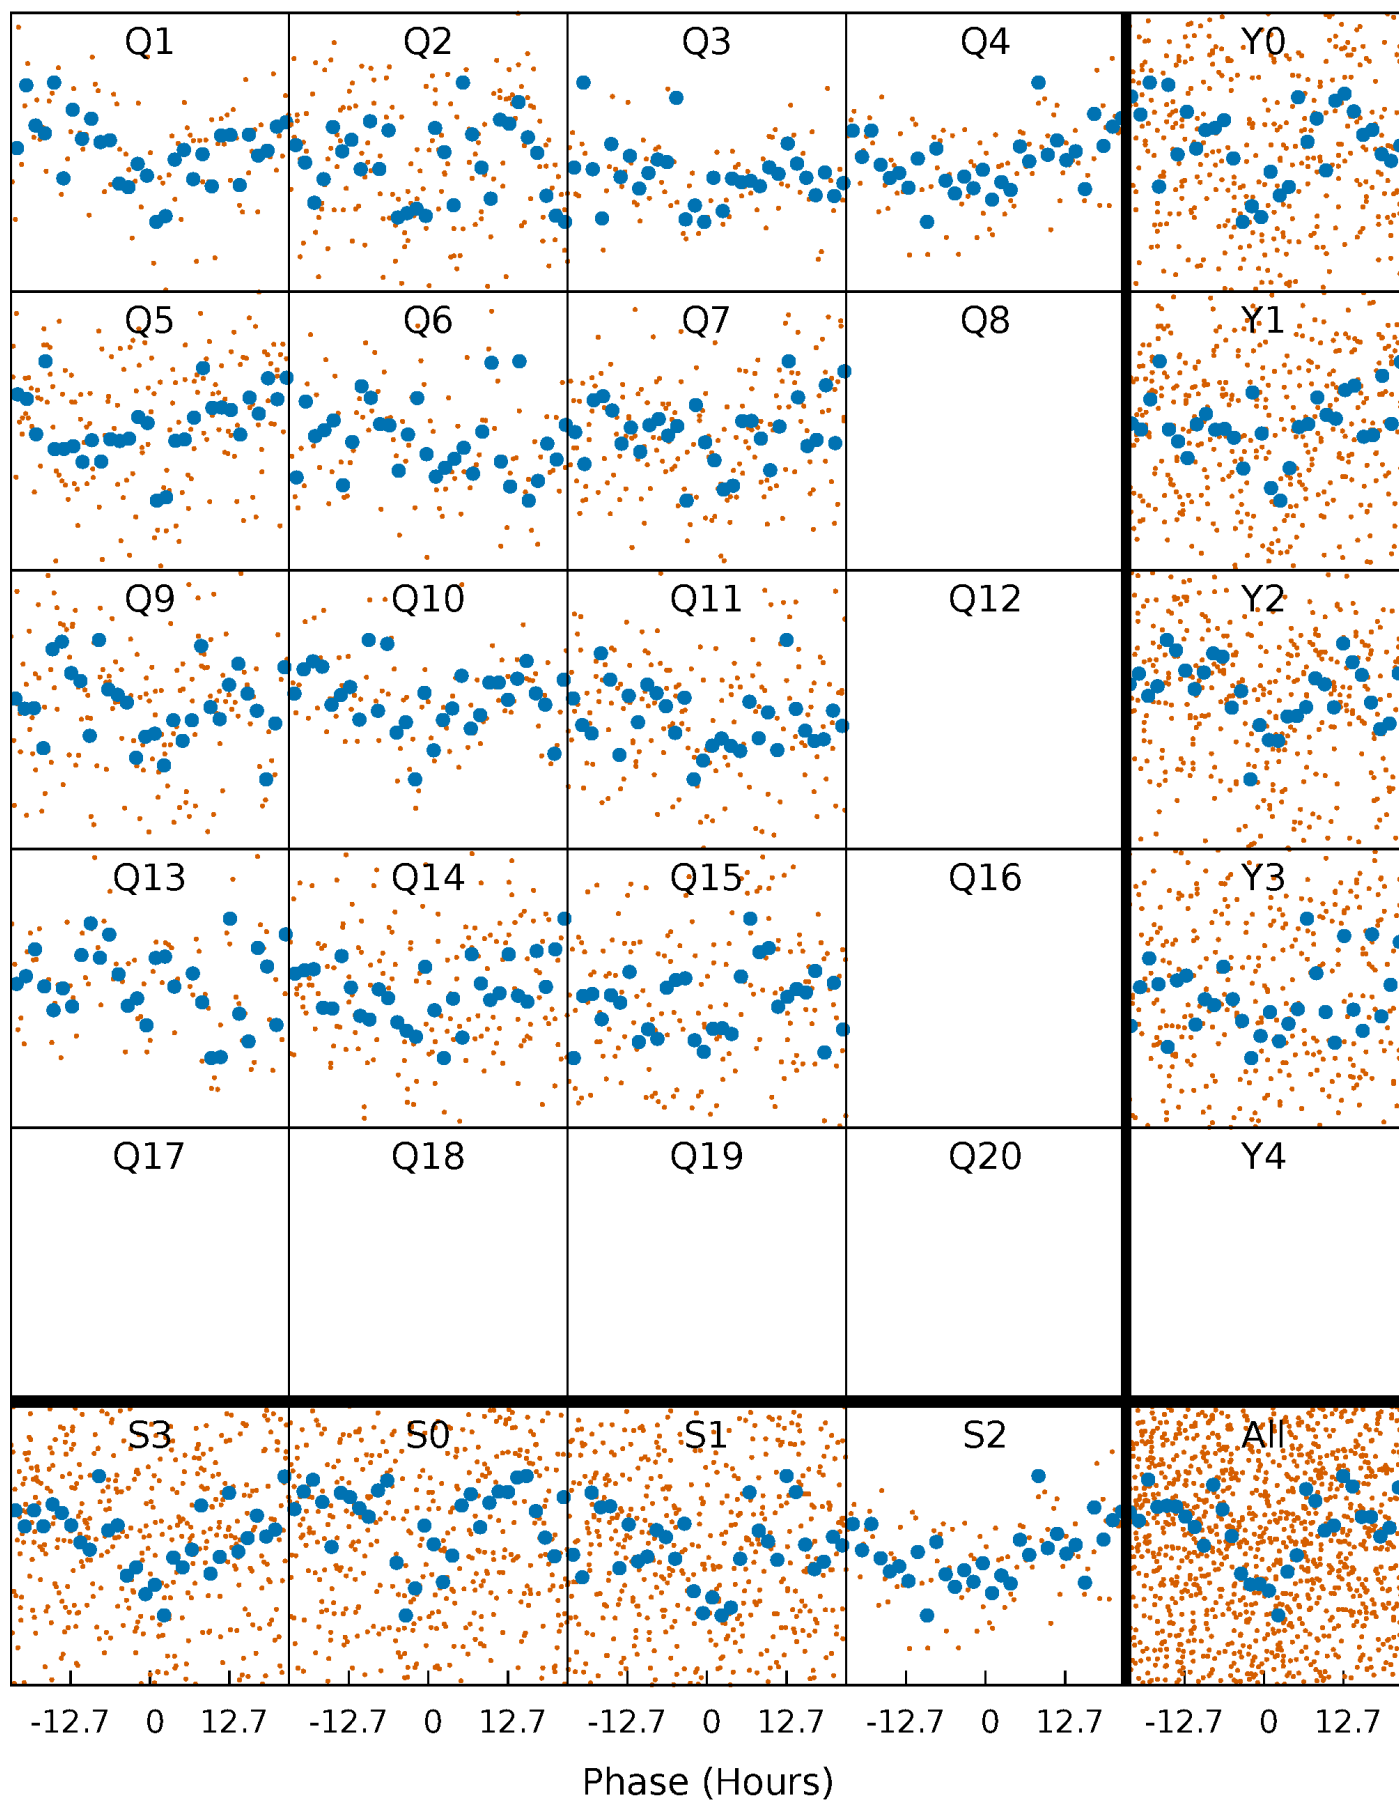 Q1 Q2 Q3 Q4 Y0
Q5 Q6 Q7 Q8 Y1
Q9 Q10 Q11 Q12 Y2
Q13 Q14 Q15 Q16 Y3
Q17 Q18 Q19 Q20 Y4
S3 S0 S1 S2 All
-12.7 0 12.7 -12.7 0 12.7 -12.7 0 12.7 -12.7 0 12.7 -12.7 0 12.7
Phase (Hours)